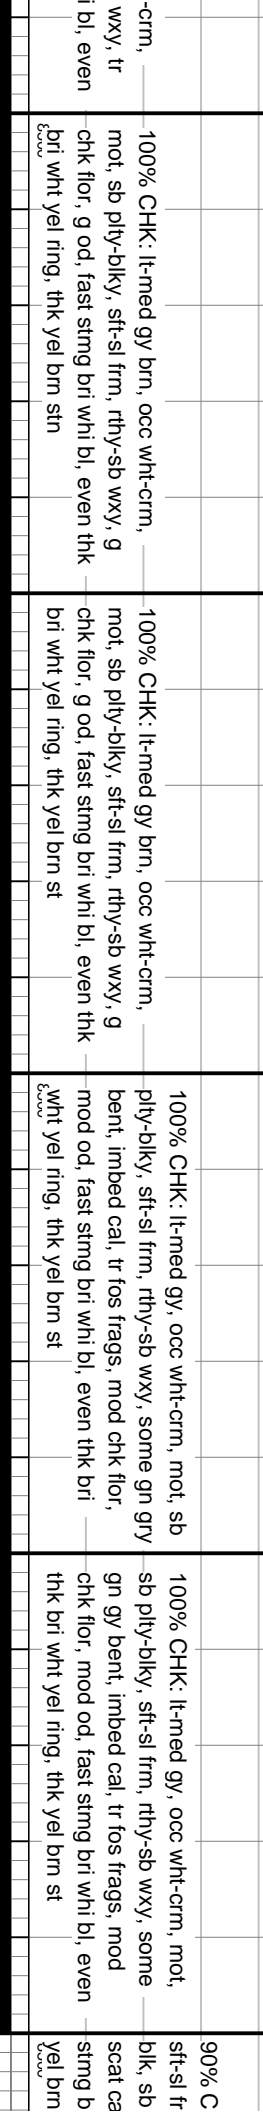 -crm,
wxy, tr
i bl, even
100% CHK: lt-med gy brn, occ wht-crm,
mot, sb plty-blky, sft-sl frm, rthy-sb wxy, g
chk flor, g od, fast stmg bri whi bl, even thk
bri wht yel ring, thk yel brn stn
100% CHK: lt-med gy brn, occ wht-crm,
mot, sb plty-blky, sft-sl frm, rthy-sb wxy, g
chk flor, g od, fast stmg bri whi bl, even thk
bri wht yel ring, thk yel brn st
100% CHK: lt-med gy, occ wht-crm, mot, sb
plty-blky, sft-sl frm, rthy-sb wxy, some gn gry
bent, imbed cal, tr fos frags, mod chk flor,
mod od, fast stmg bri whi bl, even thk bri
wht yel ring, thk yel brn st
100% CHK: lt-med gy, occ wht-crm, mot,
sb plty-blky, sft-sl frm, rthy-sb wxy, some
gn gy bent, imbed cal, tr fos frags, mod
chk flor, mod od, fast stmg bri whi bl, even
thk bri wht yel ring, thk yel brn st
90% C
sft-sl fr
blk, sb
scat ca
stmg b
yel brn